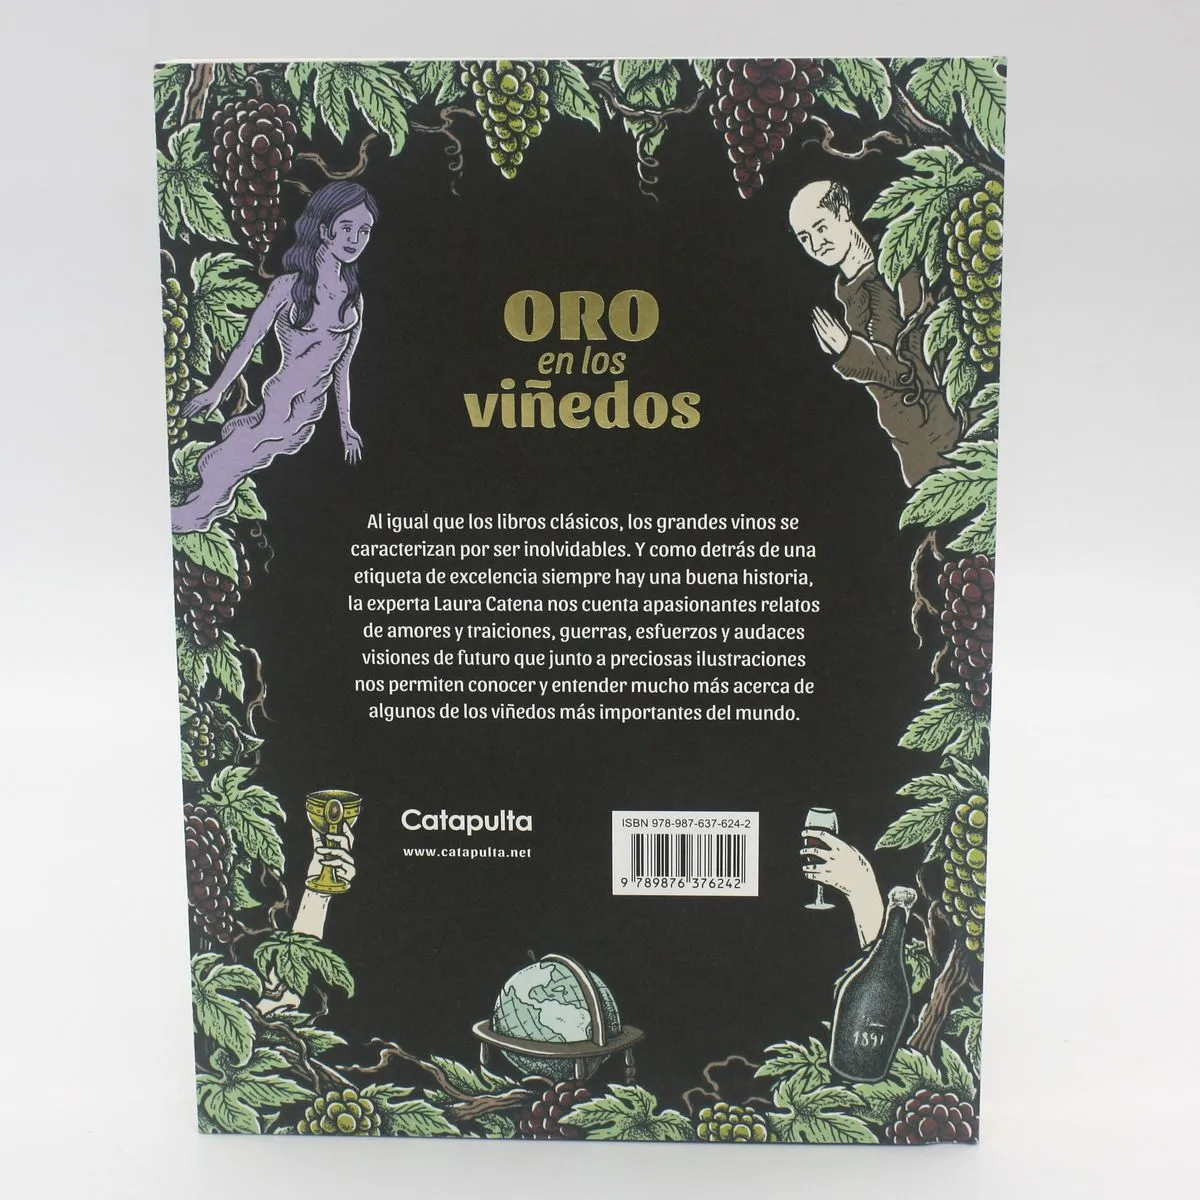 ORO
en los
viñedos
Al igual que los libros clásicos, los grandes vinos se
caracterizan por ser inolvidables. Y como detrás de una
etiqueta de excelencia siempre hay una buena historia,
la experta Laura Catena nos cuenta apasionantes relatos
de amores y traiciones, guerras, esfuerzos y audaces
visiones de futuro que junto a preciosas ilustraciones
nos permiten conocer y entender mucho más acerca de
algunos de los viñedos más importantes del mundo.
Catapulta
www.catapulta.net
ISBN 978-987-637-624-2
9 789876 376242
1891